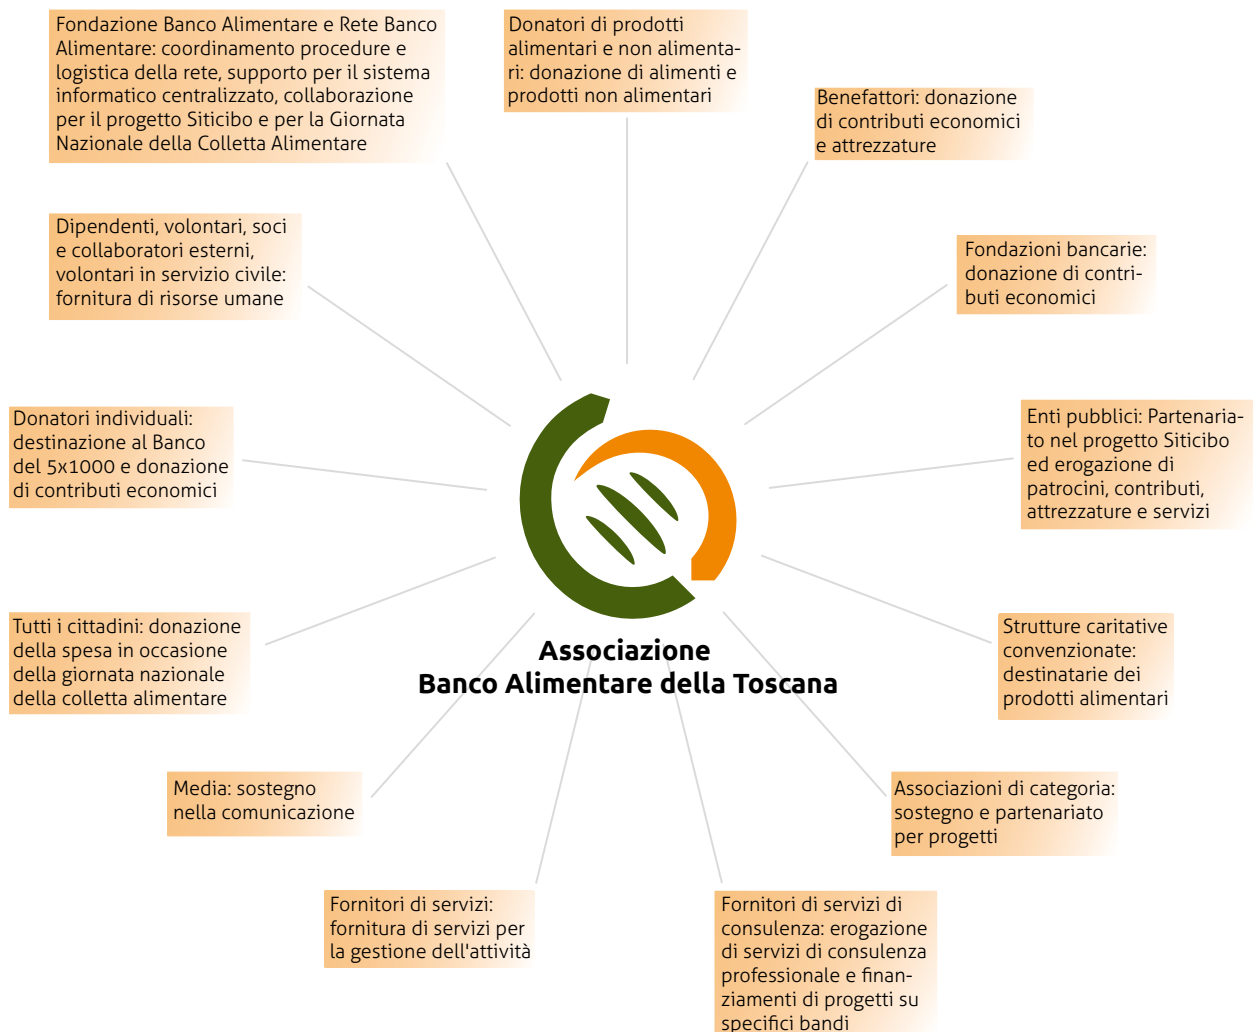 Fondazione Banco Alimentare e Rete Banco
Alimentare: coordinamento procedure e
logistica della rete, supporto per il sistema
informatico centralizzato, collaborazione
per il progetto Siticibo e per la Giornata
Nazionale della Colletta Alimentare
Donatori di prodotti
alimentari e non alimenta-
ri: donazione di alimenti e
prodotti non alimentari
Benefattori: donazione
di contributi economici
e attrezzature
Dipendenti, volontari, soci
e collaboratori esterni,
volontari in servizio civile:
fornitura di risorse umane
Fondazioni bancarie:
donazione di contri-
buti economici
Donatori individuali:
destinazione al Banco
del 5x1000 e donazione
di contributi economici
Enti pubblici: Partenaria-
to nel progetto Siticibo
ed erogazione di
patrocini, contributi,
attrezzature e servizi
Associazione
Banco Alimentare della Toscana
Tutti i cittadini: donazione
della spesa in occasione
della giornata nazionale
della colletta alimentare
Strutture caritative
convenzionate:
destinatarie dei
prodotti alimentari
Media: sostegno
nella comunicazione
Associazioni di categoria:
sostegno e partenariato
per progetti
Fornitori di servizi:
fornitura di servizi per
la gestione dell'attività
Fornitori di servizi di
consulenza: erogazione
di servizi di consulenza
professionale e finan-
ziamenti di progetti su
specifici bandi